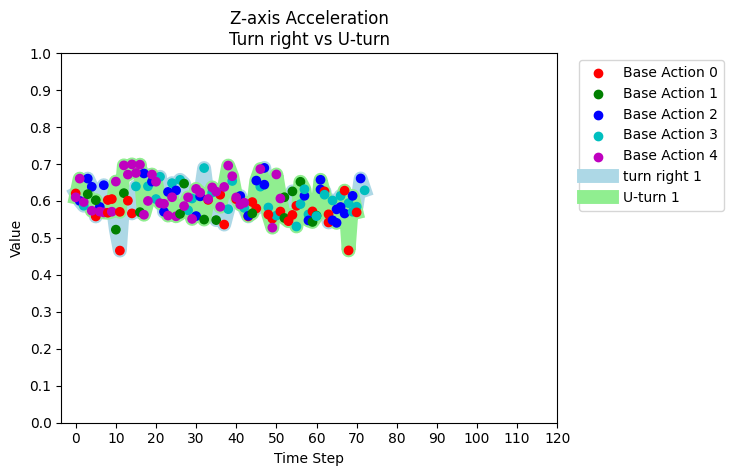 Z-axis Acceleration
Turn right vs U-turn
1.0
0.9
0.8
0.7
0.6
0.5
0.4
0.3
0.2
0.1
0.0
Value
0 10 20 30 40 50 60 70 80 90 100 110 120
Time Step
Base Action 0
Base Action 1
Base Action 2
Base Action 3
Base Action 4
turn right 1
U-turn 1